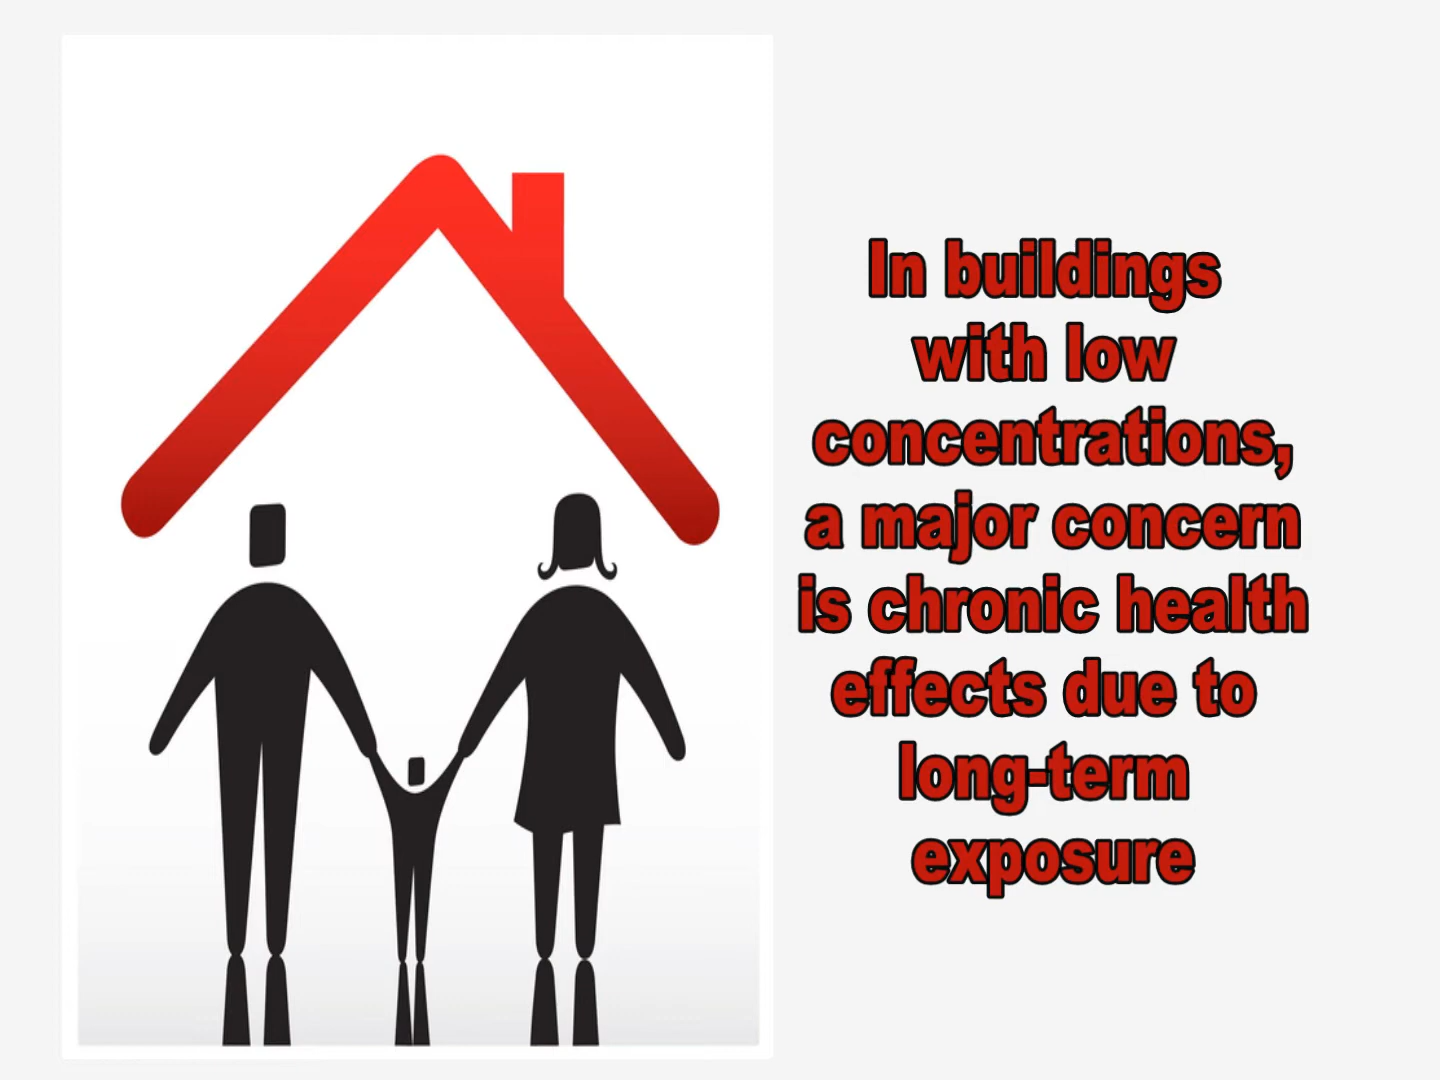 In buildings
with low
concentrations,
a major concern
is chronic health
effects due to
long-term
exposure